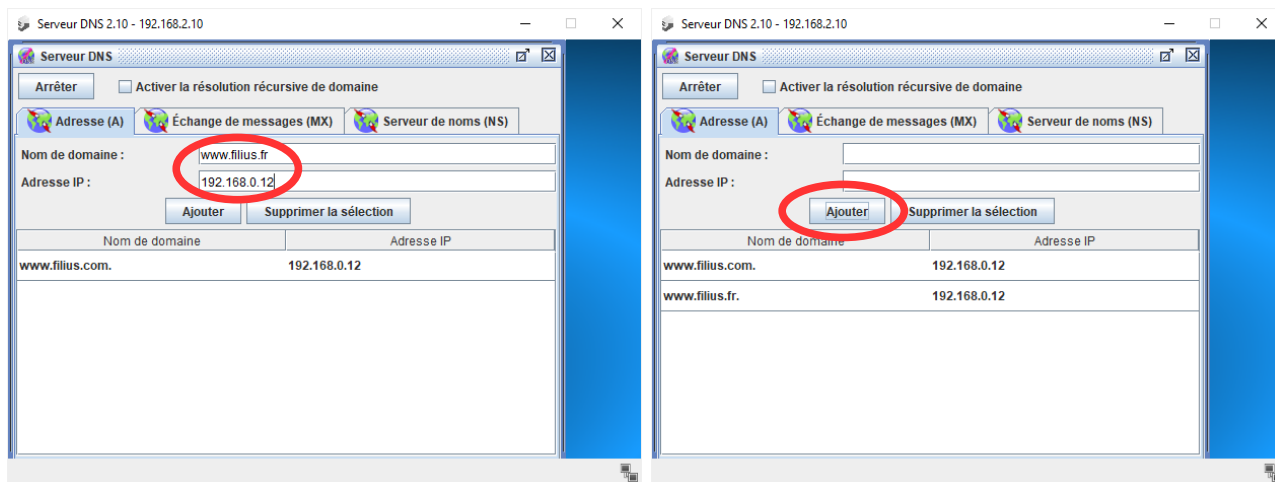 Serveur DNS 2.10 - 192.168.2.10
Serveur DNS
Arrêter Activer la résolution récursive de domaine
Adresse (A) Échange de messages (MX) Serveur de noms (NS)
Nom de domaine : www.filius.fr
Adresse IP : 192.168.0.12
Ajouter Supprimer la sélection
Nom de domaine Adresse IP
www.filius.com. 192.168.0.12
Serveur DNS 2.10 - 192.168.2.10
Serveur DNS
Arrêter Activer la résolution récursive de domaine
Adresse (A) Échange de messages (MX) Serveur de noms (NS)
Nom de domaine :
Adresse IP :
Ajouter Supprimer la sélection
Nom de domaine Adresse IP
www.filius.com. 192.168.0.12
www.filius.fr. 192.168.0.12